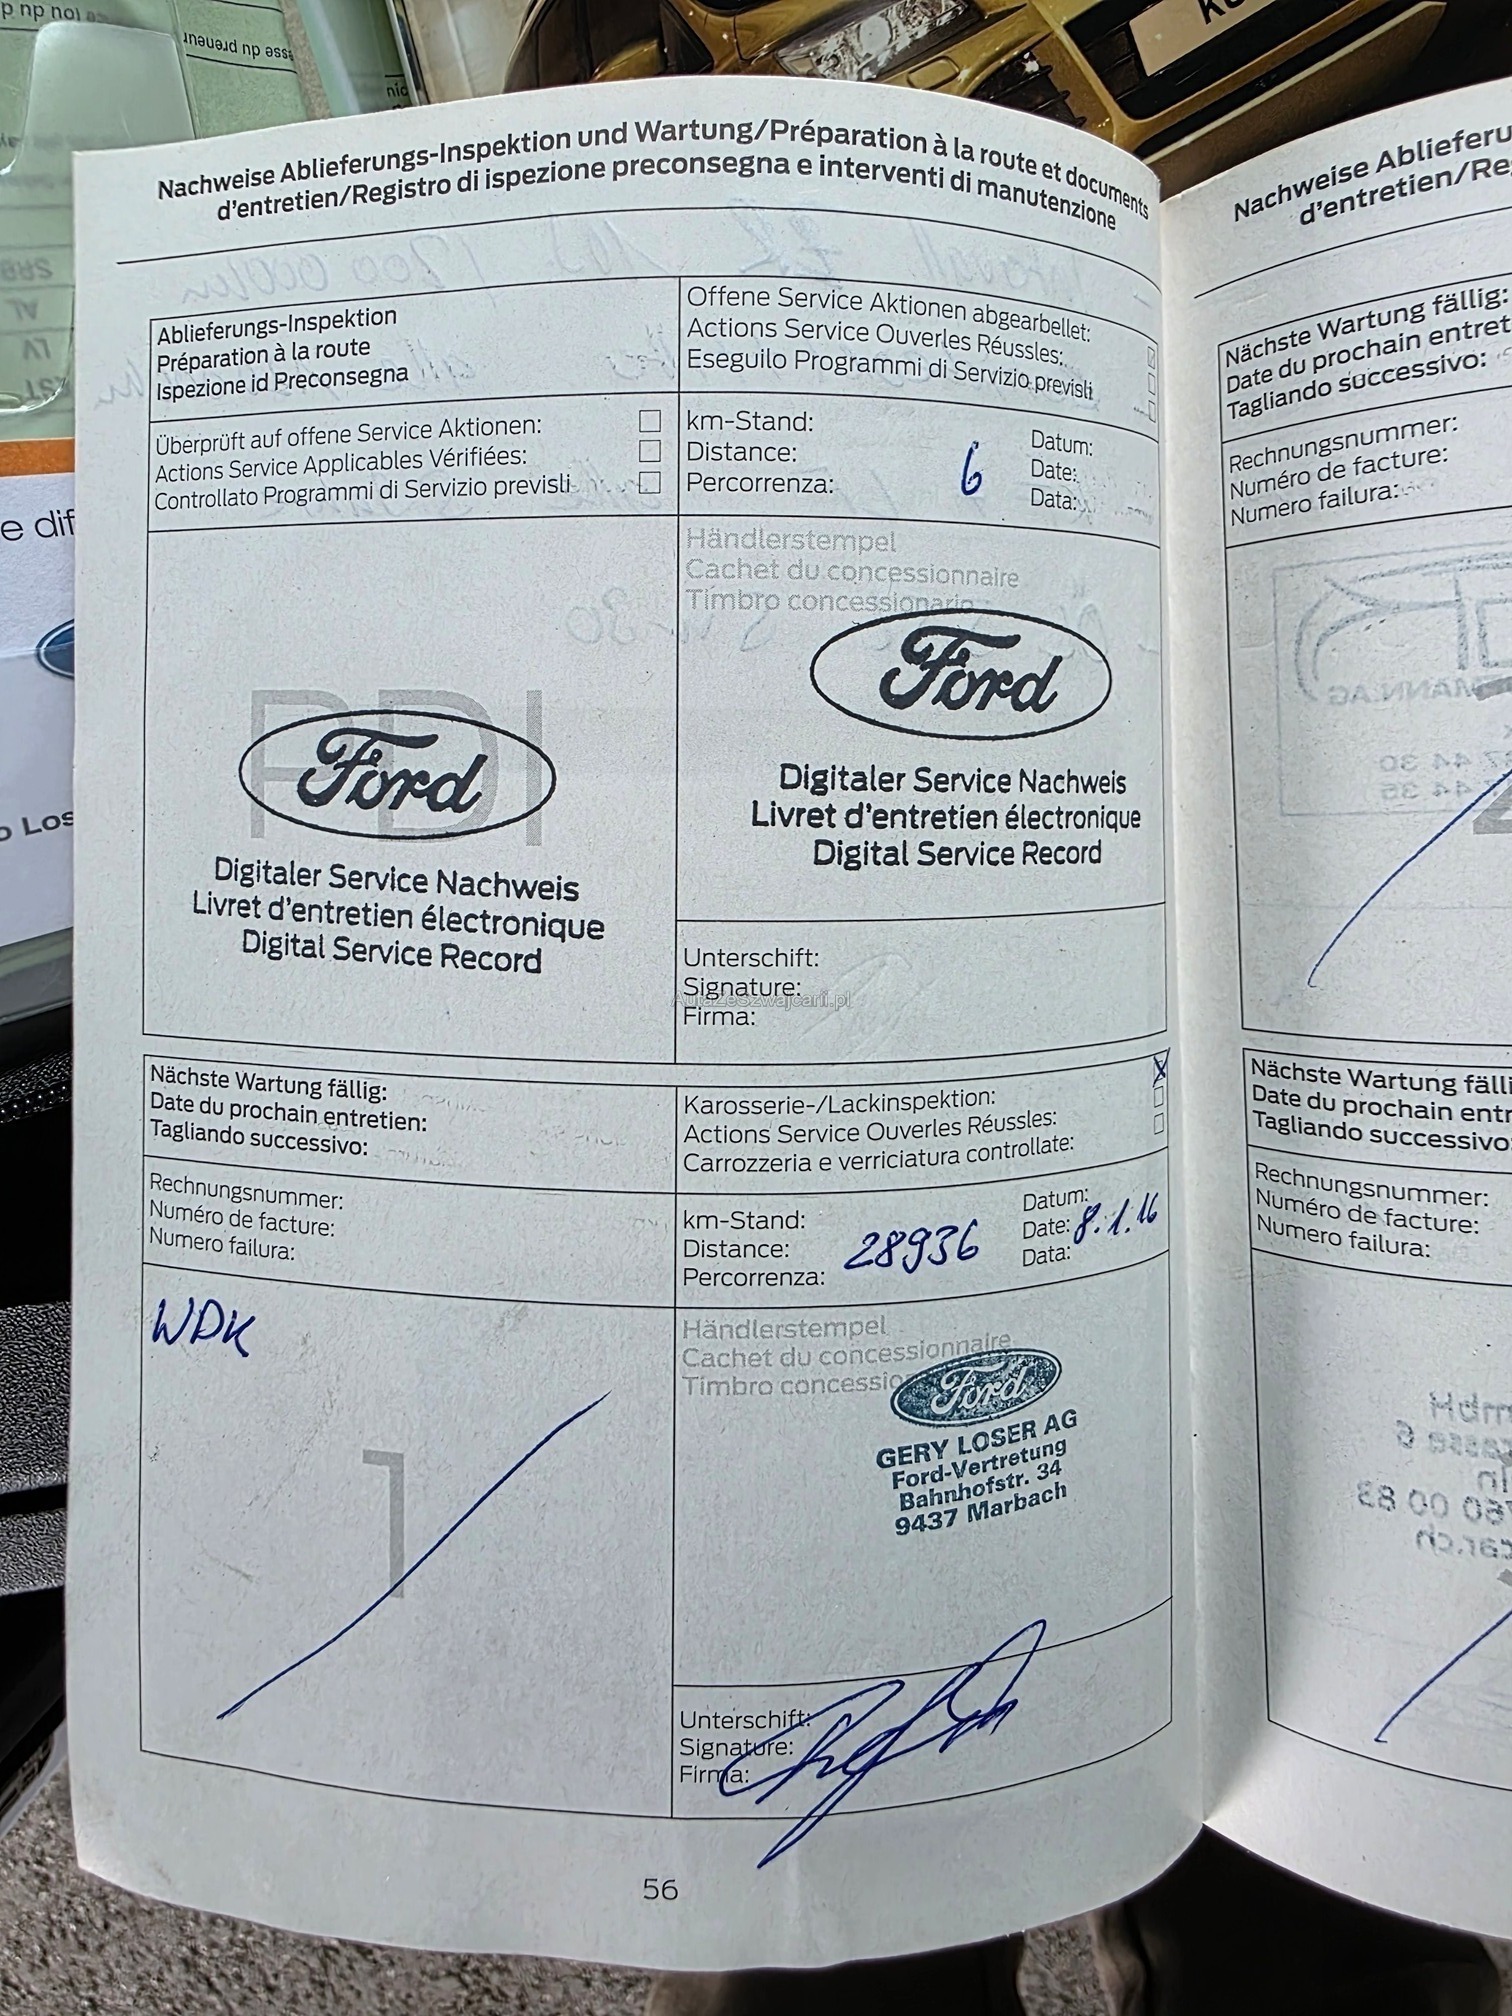 Nachweise Ablieferungs-Inspektion und Wartung/Préparation à la route et documents
d'entretien/Registro di ispezione preconsegna e interventi di manutenzione
Ablieferungs-Inspektion
Préparation à la route
Ispezione id Preconsegna
Offene Service Aktionen abgearbellet:
Actions Service Ouverles Réussles:
Eseguilo Programmi di Servizio previsli
Überprüft auf offene Service Aktionen:
Actions Service Applicables Vérifiées:
Controllato Programmi di Servizio previsli
km-Stand:
Distance:
Percorrenza:
6
Datum:
Date:
Data:
PDI
Ford
Digitaler Service Nachweis
Livret d'entretien électronique
Digital Service Record
Händlerstempel
Cachet du concessionnaire
Timbro concessionario
Ford
Digitaler Service Nachweis
Livret d'entretien électronique
Digital Service Record
Unterschift:
Signature:
Firma:
AutaZeSzwajcarii.pl
Nächste Wartung fällig:
Date du prochain entretien:
Tagliando successivo:
Karosserie-/Lackinspektion:
Actions Service Ouverles Réussles:
Carrozzeria e verriciatura controllate:
X
Rechnungsnummer:
Numéro de facture:
Numero failura:
km-Stand:
Distance:
Percorrenza:
28936
Datum:
Date:
Data:
8.1.16
WDK
1
Händlerstempel
Cachet du concessionnaire
Timbro concessio
Ford
GERY LOSER AG
Ford-Vertretung
Bahnhofstr. 34
9437 Marbach
Unterschift:
Signature:
Firma:
56
Nachweise Ablieferu
d'entretien/Re
Nächste Wartung fällig:
Date du prochain entret
Tagliando successivo:
Rechnungsnummer:
Numéro de facture:
Numero failura:
Nächste Wartung fälli
Date du prochain entr
Tagliando successivo
Rechnungsnummer:
Numéro de facture:
Numero failura: